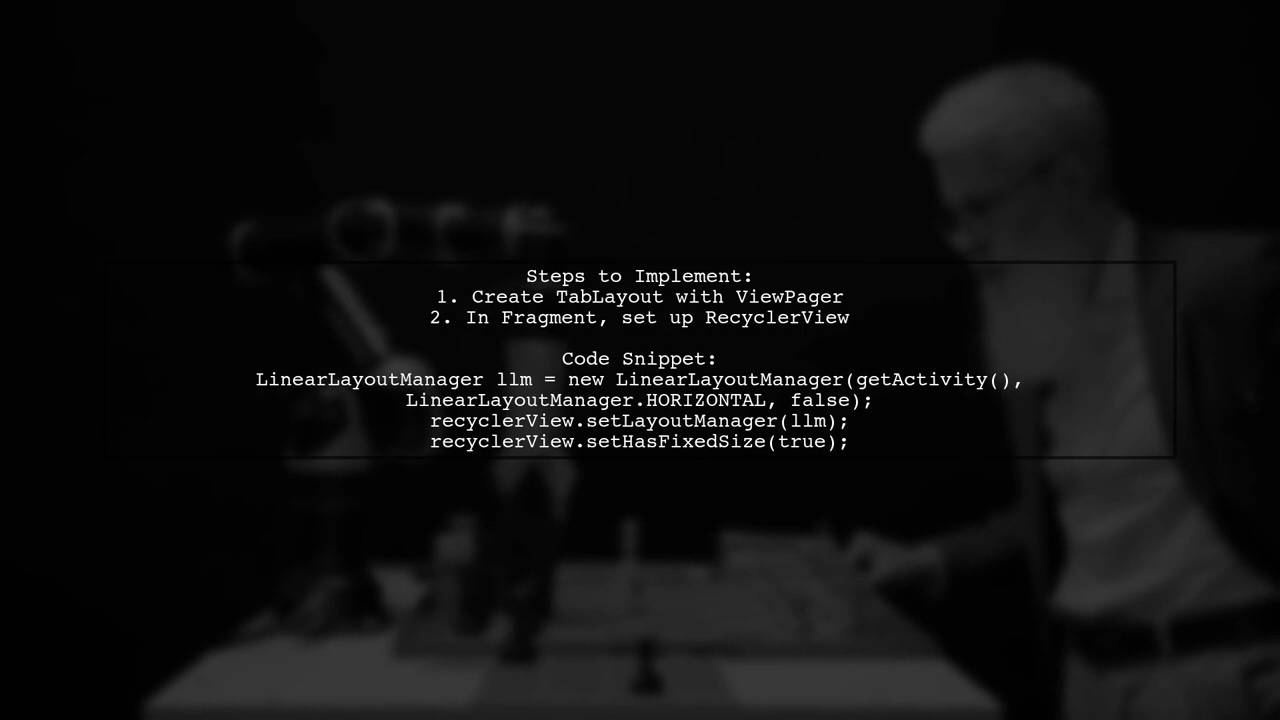 Steps to Implement:
1. Create TabLayout with ViewPager
2. In Fragment, set up RecyclerView
Code Snippet:
LinearLayoutManager llm = new LinearLayoutManager(getActivity(),
LinearLayoutManager.HORIZONTAL, false);
recyclerView.setLayoutManager(llm);
recyclerView.setHasFixedSize(true);